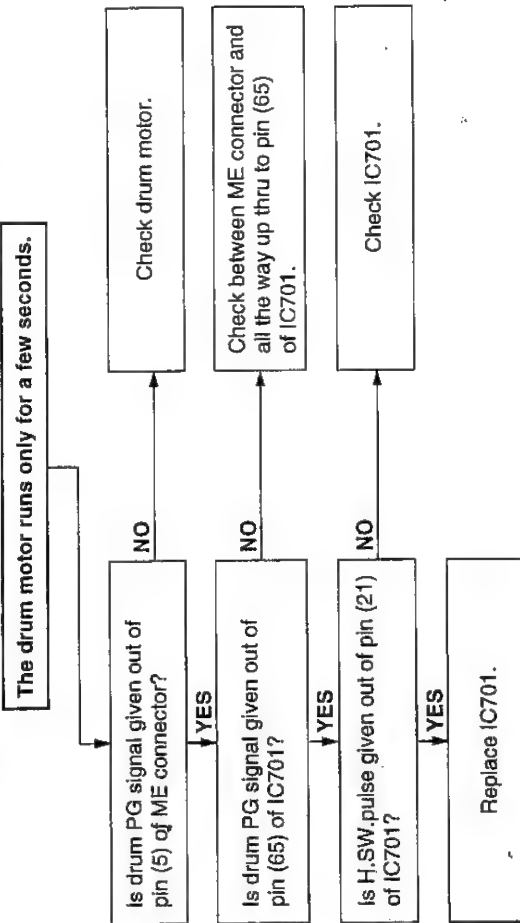 The drum motor runs only for a few seconds.
Is drum PG signal given out of
pin (5) of ME connector?
NO
Check drum motor.
YES
Is drum PG signal given out of
pin (65) of IC701?
NO
Check between ME connector and
all the way up thru to pin (65)
of IC701.
YES
Is H.SW.pulse given out of pin (21)
of IC701?
NO
Check IC701.
YES
Replace IC701.